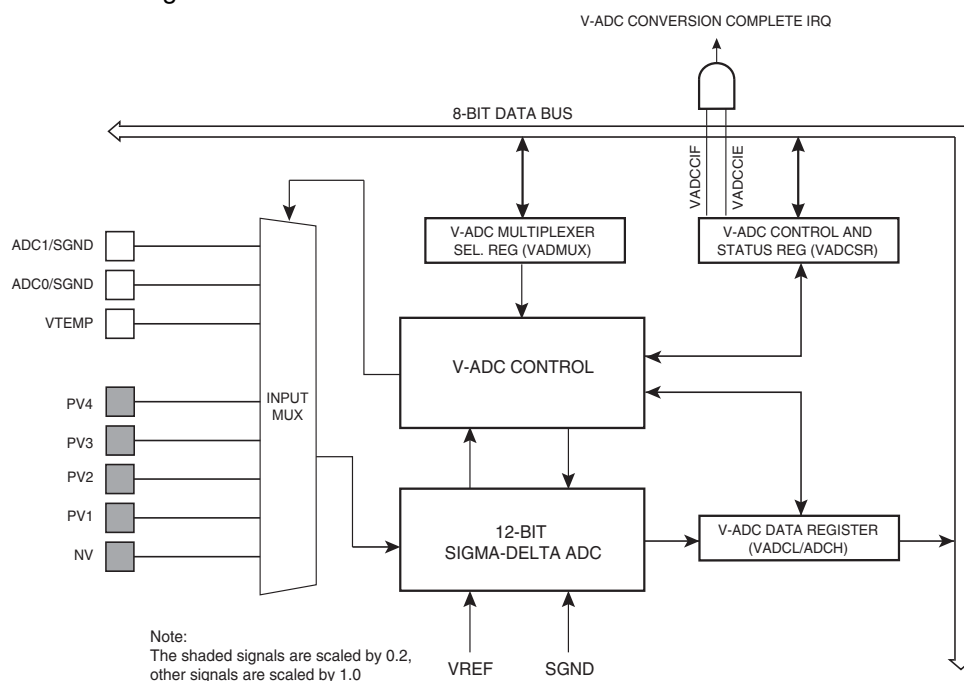 V-ADC CONVERSION COMPLETE IRQ
8-BIT DATA BUS
VADCCIF
VADCCIE
V-ADC MULTIPLEXER
SEL. REG (VADMUX)
V-ADC CONTROL AND
STATUS REG (VADCSR)
ADC1/SGND
ADC0/SGND
VTEMP
V-ADC CONTROL
PV4
PV3
PV2
PV1
NV
INPUT
MUX
12-BIT
SIGMA-DELTA ADC
V-ADC DATA REGISTER
(VADCL/ADCH)
VREF
SGND
Note:
The shaded signals are scaled by 0.2,
other signals are scaled by 1.0